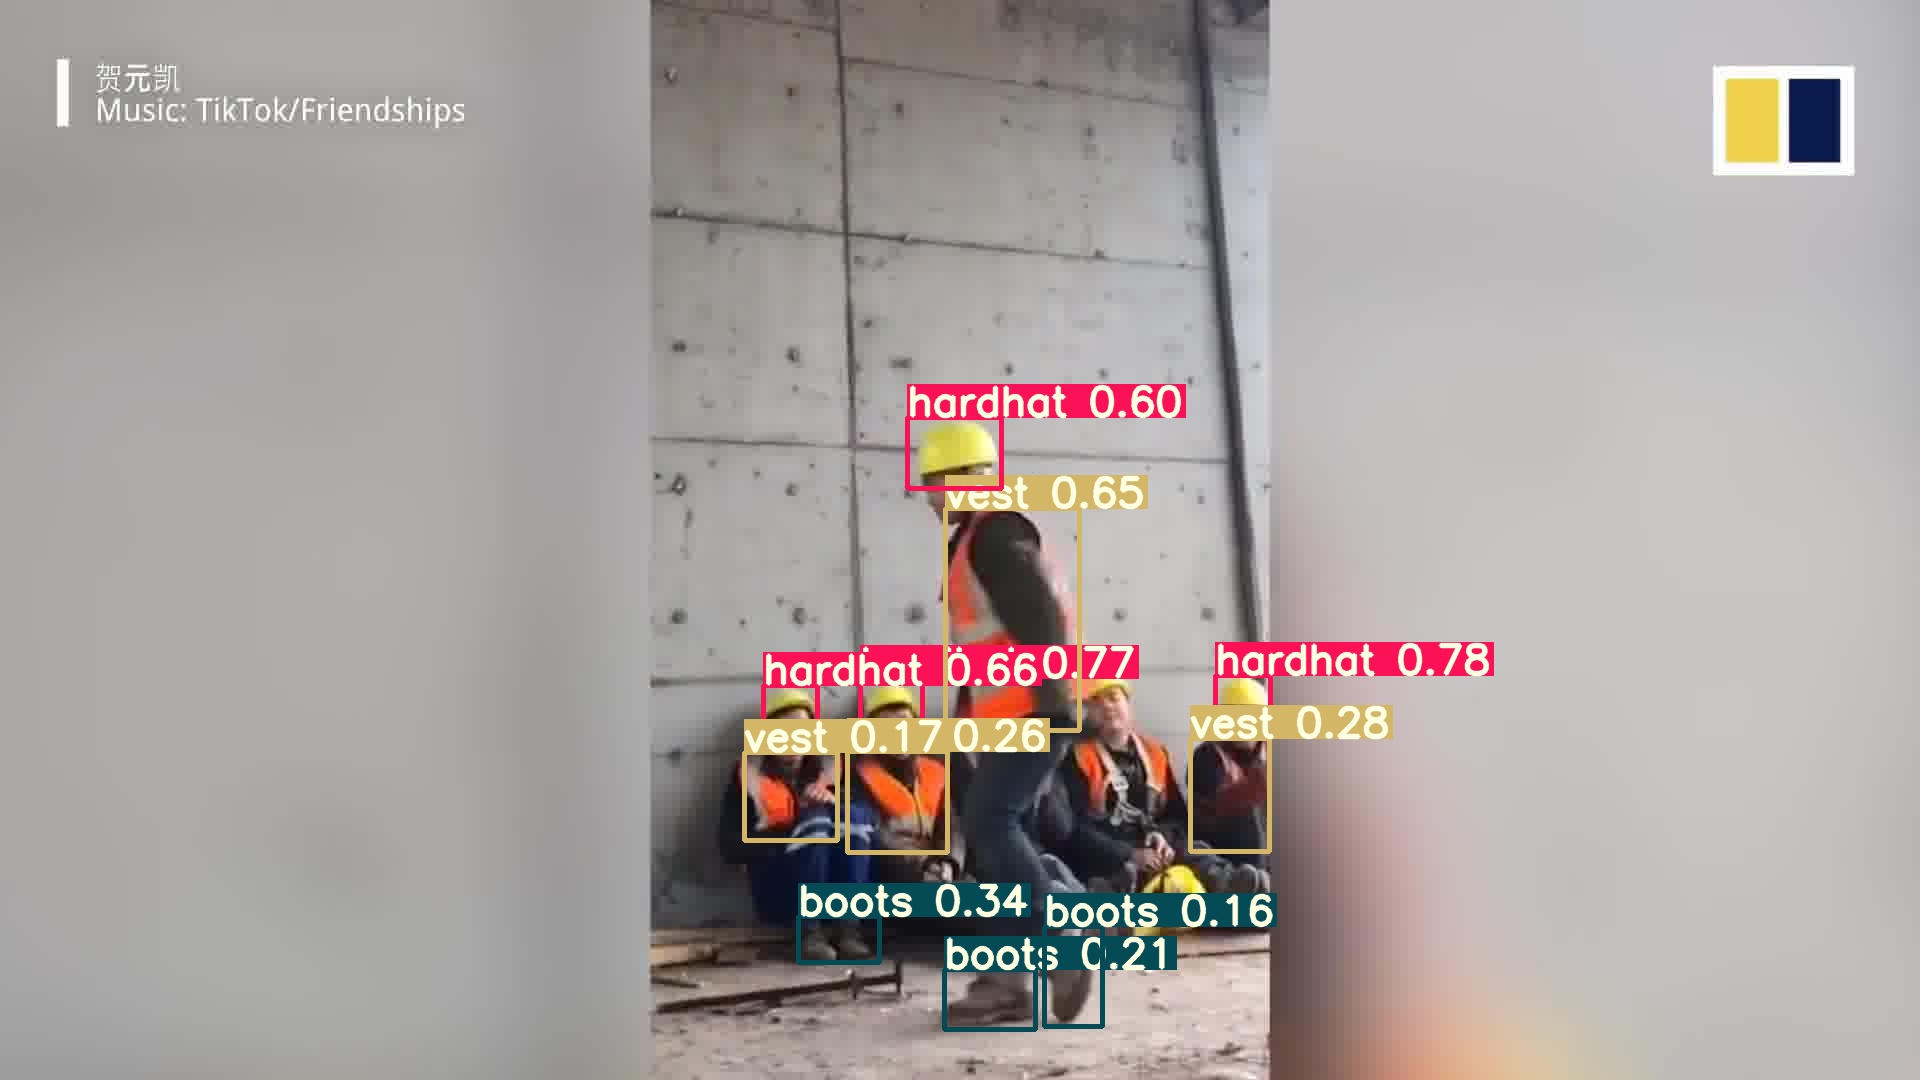 贺元凯
Music: TikTok/Friendships
hardhat 0.60
vest 0.65
hardhat 0.66
0.77
hardhat 0.78
vest 0.17
0.26
vest 0.28
boots 0.34
boots 0.16
boots 0.21